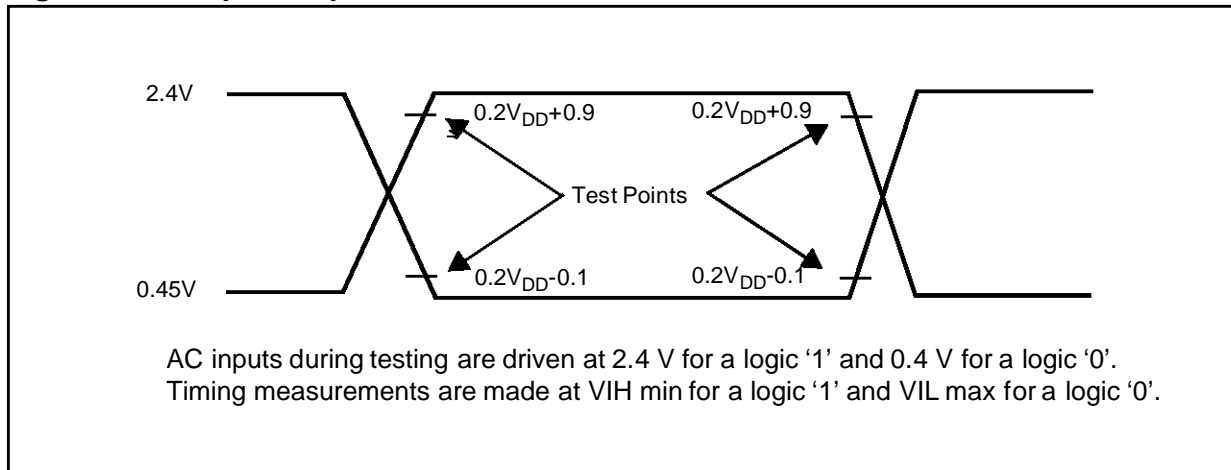 2.4V
0.2VDD+0.9 0.2VDD+0.9
Test Points
0.45V 0.2VDD-0.1 0.2VDD-0.1
AC inputs during testing are driven at 2.4 V for a logic ‘1’ and 0.4 V for a logic ‘0’.
Timing measurements are made at VIH min for a logic ‘1’ and VIL max for a logic ‘0’.